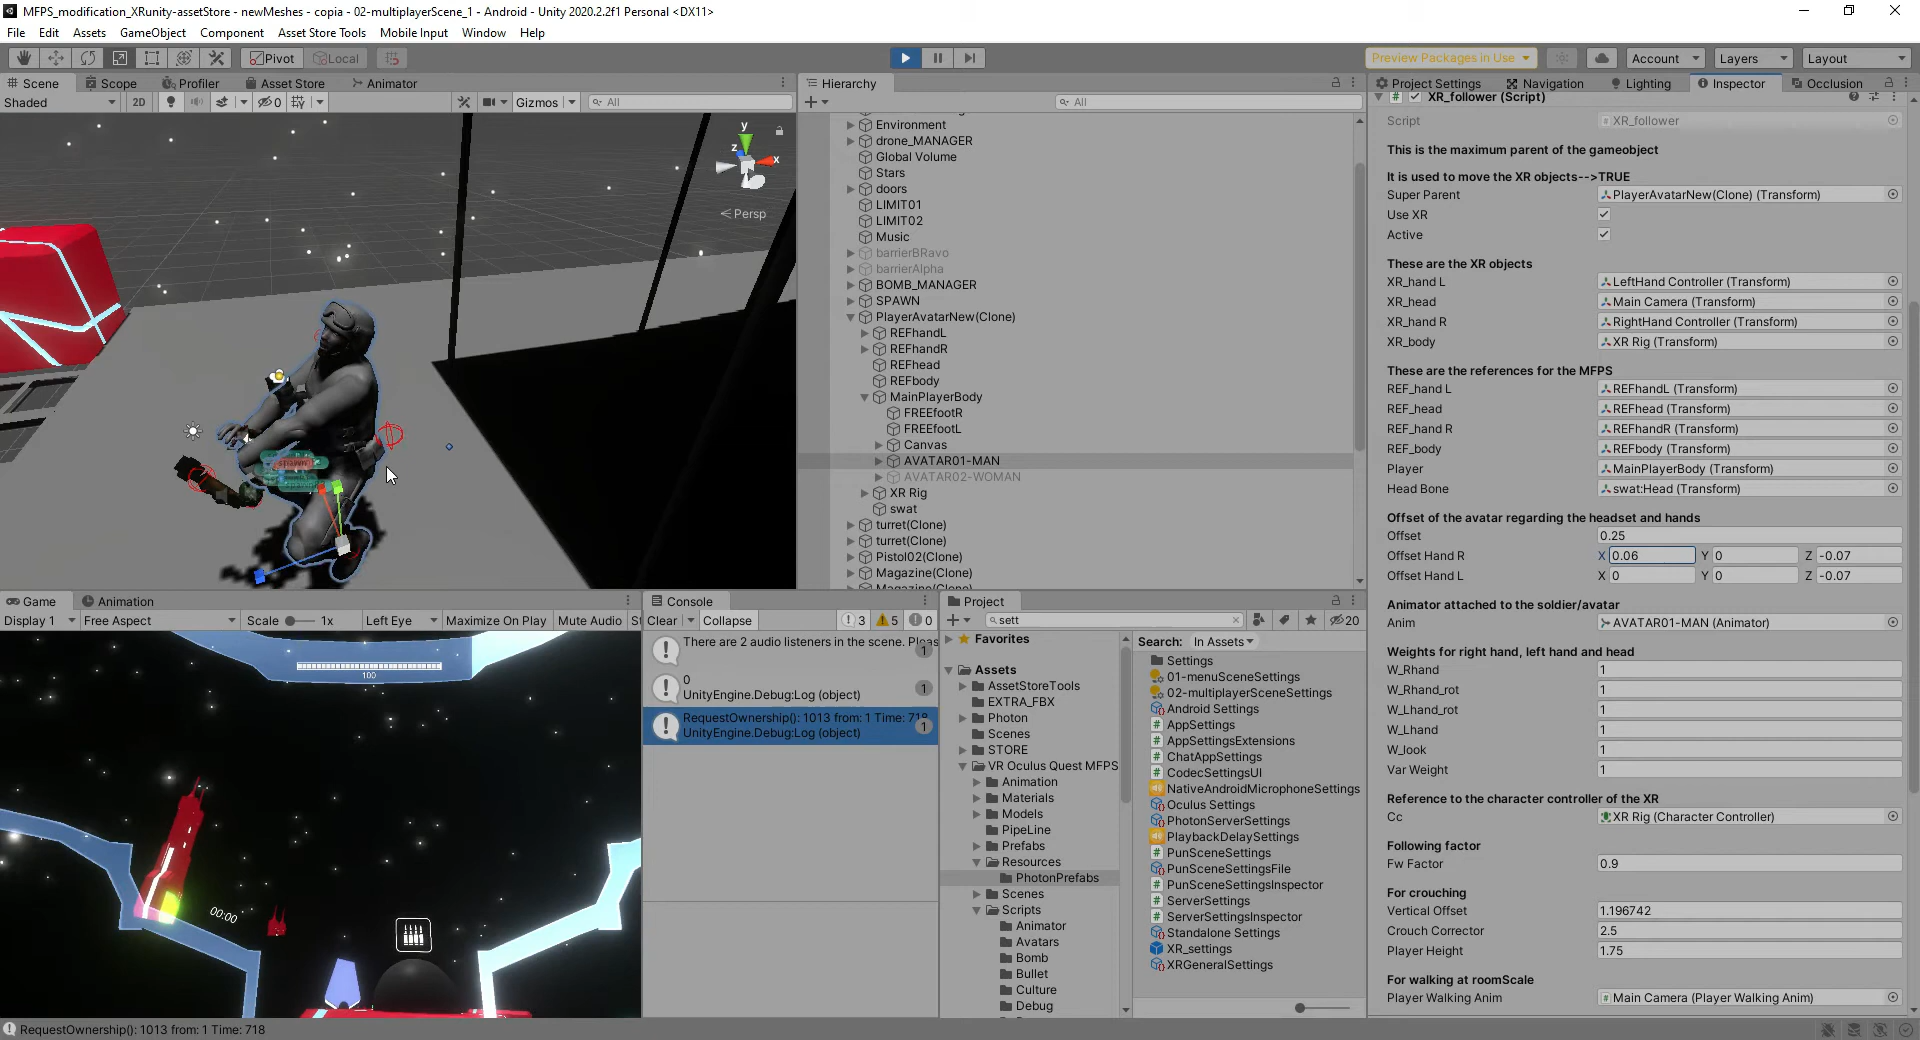 MFPS_modification_XRunity-assetStore - newMeshes - copia - 02-multiplayerScene_1 - Android - Unity 2020.2.2f1 Personal <DX11>
File Edit Assets GameObject Component Asset Store Tools Mobile Input Window Help
Pivot Local Preview Packages in Use Account Layers Layout
Scene Scope Profiler Asset Store Animator
Shaded 2D 0 Gizmos All
y
z
x
Persp
Hierarchy
All
Environment
drone_MANAGER
Global Volume
Stars
doors
LIMIT01
LIMIT02
Music
barrierBRavo
barrierAlpha
BOMB_MANAGER
SPAWN
PlayerAvatarNew(Clone)
REFhandL
REFhandR
REFhead
REFbody
MainPlayerBody
FREEfootR
FREEfootL
Canvas
AVATAR01-MAN
AVATAR02-WOMAN
XR Rig
swat
turret(Clone)
turret(Clone)
Pistol02(Clone)
Magazine(Clone)
Magazine(Clone)
Project Settings Navigation Lighting Inspector Occlusion
XR_follower (Script)
Script XR_follower
This is the maximum parent of the gameobject
It is used to move the XR objects-->TRUE
Super Parent PlayerAvatarNew(Clone) (Transform)
Use XR
Active
These are the XR objects
XR_hand L LeftHand Controller (Transform)
XR_head Main Camera (Transform)
XR_hand R RightHand Controller (Transform)
XR_body XR Rig (Transform)
These are the references for the MFPS
REF_hand L REFhandL (Transform)
REF_head REFhead (Transform)
REF_hand R REFhandR (Transform)
REF_body REFbody (Transform)
Player MainPlayerBody (Transform)
Head Bone swat:Head (Transform)
Offset of the avatar regarding the headset and hands
Offset 0.25
Offset Hand R X 0.06 Y 0 Z -0.07
Offset Hand L X 0 Y 0 Z -0.07
Animator attached to the soldier/avatar
Anim AVATAR01-MAN (Animator)
Weights for right hand, left hand and head
W_Rhand 1
W_Rhand_rot 1
W_Lhand_rot 1
W_Lhand 1
W_look 1
Var Weight 1
Reference to the character controller of the XR
Cc XR Rig (Character Controller)
Following factor
Fw Factor 0.9
For crouching
Vertical Offset 1.196742
Crouch Corrector 2.5
Player Height 1.75
For walking at roomScale
Player Walking Anim Main Camera (Player Walking Anim)
Game Animation
Display 1 Free Aspect Scale 1x Left Eye Maximize On Play Mute Audio St
100
00:00
Console
Clear Collapse 3 5 0
There are 2 audio listeners in the scene. Pleas 1
0
UnityEngine.Debug:Log (object) 1
RequestOwnership(): 1013 from: 1 Time: 718
UnityEngine.Debug:Log (object) 1
Project
sett 20
Favorites
Assets
AssetStoreTools
EXTRA_FBX
Photon
Scenes
STORE
VR Oculus Quest MFPS
Animation
Materials
Models
PipeLine
Prefabs
Resources
PhotonPrefabs
Scenes
Scripts
Animator
Avatars
Bomb
Bullet
Culture
Debug
Search: In Assets
Settings
01-menuSceneSettings
02-multiplayerSceneSettings
Android Settings
AppSettings
AppSettingsExtensions
ChatAppSettings
CodecSettingsUI
NativeAndroidMicrophoneSettings
Oculus Settings
PhotonServerSettings
PlaybackDelaySettings
PunSceneSettings
PunSceneSettingsFile
PunSceneSettingsInspector
ServerSettings
ServerSettingsInspector
Standalone Settings
XR_settings
XRGeneralSettings
RequestOwnership(): 1013 from: 1 Time: 718